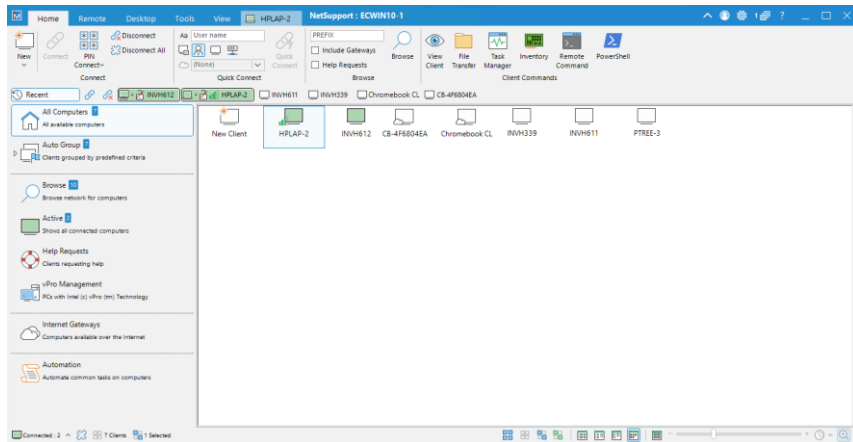 M Home Remote Desktop Tools View HPLAP-2 NetSupport: ECWIN10-1
New
Connect
PIN
Connect
Disconnect
Disconnect All
Connect
Aa User name
(None)
Quick
Connect
Quick Connect
PREFIX
Include Gateways
Help Requests
Browse
Browse
View
Client
File
Transfer
Task
Manager
Inventory
Remote
Command
PowerShell
Client Commands
Recent INVH612 HPLAP-2 INVH611 INVH339 Chromebook CL CB-4F6804EA
All Computers 7
All available computers
Auto Group 7
Clients grouped by predefined criteria
Browse 10
Browse network for computers
Active 2
Shows all connected computers
Help Requests
Clients requesting help
vPro Management
PCs with Intel (c) vPro (tm) Technology
Internet Gateways
Computers available over the Internet
Automation
Automate common tasks on computers
New Client HPLAP-2 INVH612 CB-4F6804EA Chromebook CL INVH339 INVH611 PTREE-3
Connected : 2 7 Clients 1 Selected